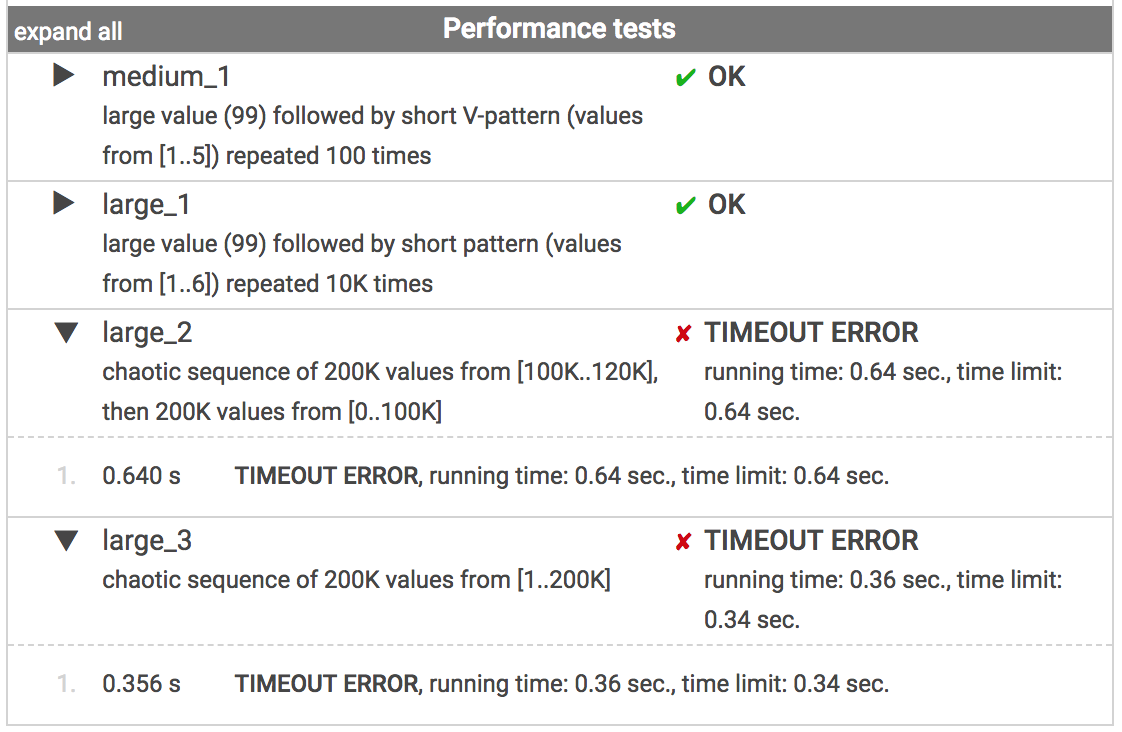 expand all Performance tests
medium_1 ✔ OK
large value (99) followed by short V-pattern (values
from [1..5]) repeated 100 times
large_1 ✔ OK
large value (99) followed by short pattern (values
from [1..6]) repeated 10K times
large_2 ✘ TIMEOUT ERROR
chaotic sequence of 200K values from [100K..120K], running time: 0.64 sec., time limit:
then 200K values from [0..100K] 0.64 sec.
1. 0.640 s TIMEOUT ERROR, running time: 0.64 sec., time limit: 0.64 sec.
large_3 ✘ TIMEOUT ERROR
chaotic sequence of 200K values from [1..200K] running time: 0.36 sec., time limit:
0.34 sec.
1. 0.356 s TIMEOUT ERROR, running time: 0.36 sec., time limit: 0.34 sec.